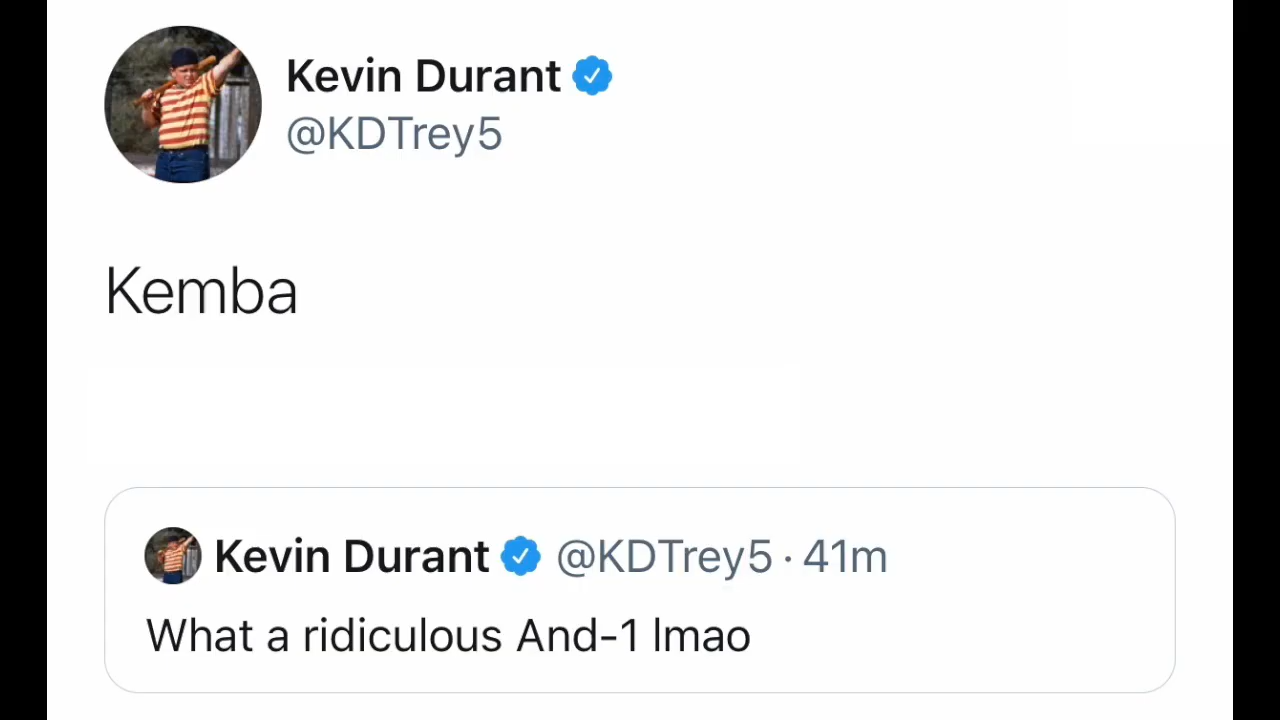 Kevin Durant
@KDTrey5
Kemba
Kevin Durant @KDTrey5 · 41m
What a ridiculous And-1 lmao